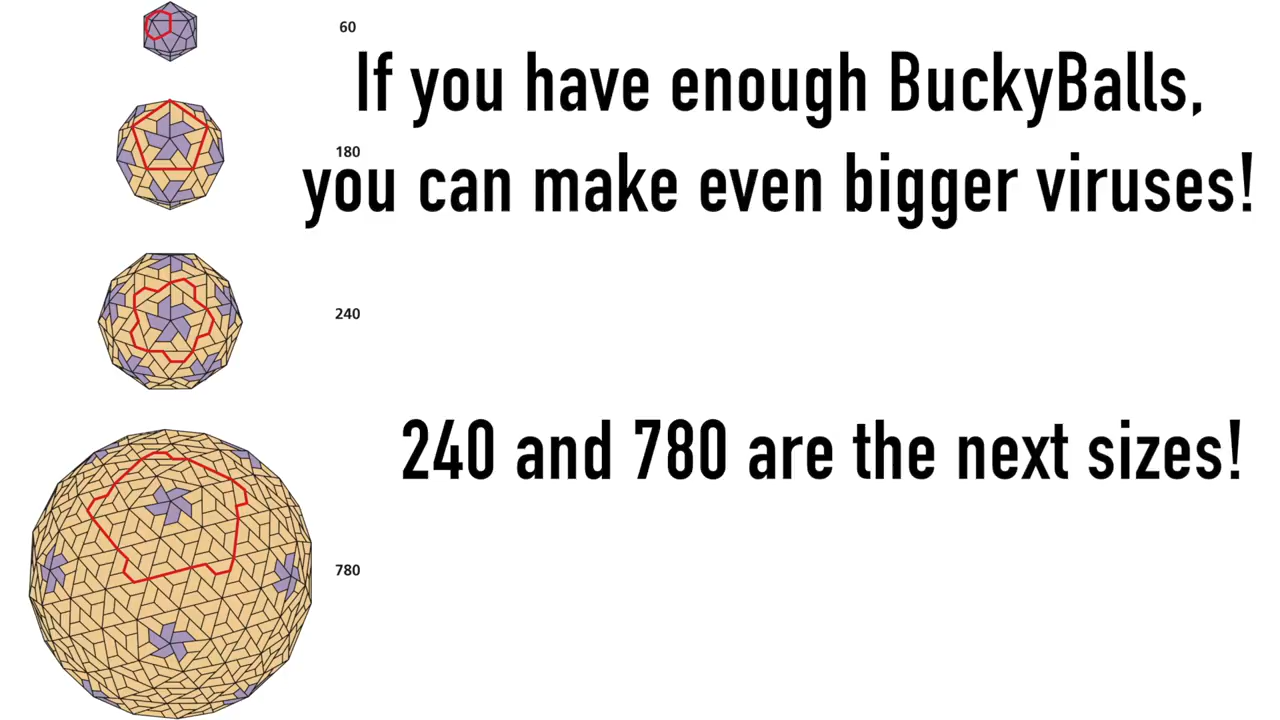 60
If you have enough BuckyBalls,
180
you can make even bigger viruses!
240
240 and 780 are the next sizes!
780